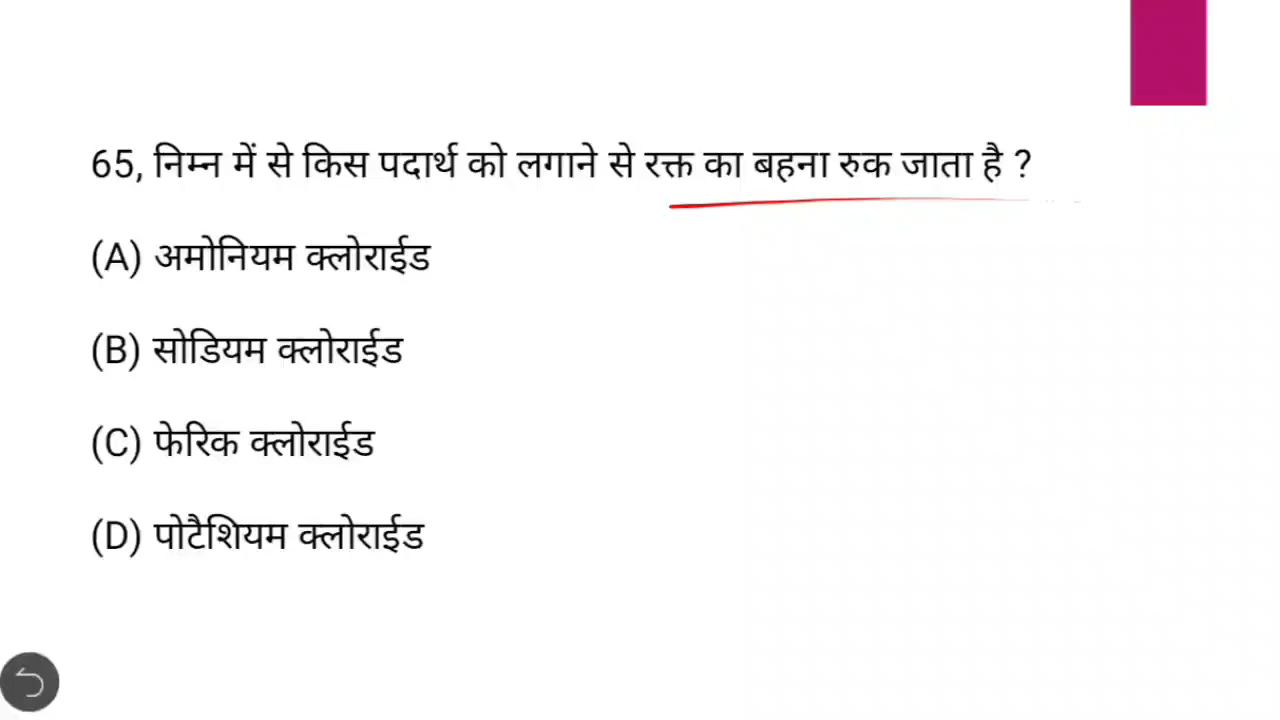 65, निम्न में से किस पदार्थ को लगाने से रक्त का बहना रुक जाता है ?
(A) अमोनियम क्लोराईड
(B) सोडियम क्लोराईड
(C) फेरिक क्लोराईड
(D) पोटैशियम क्लोराईड